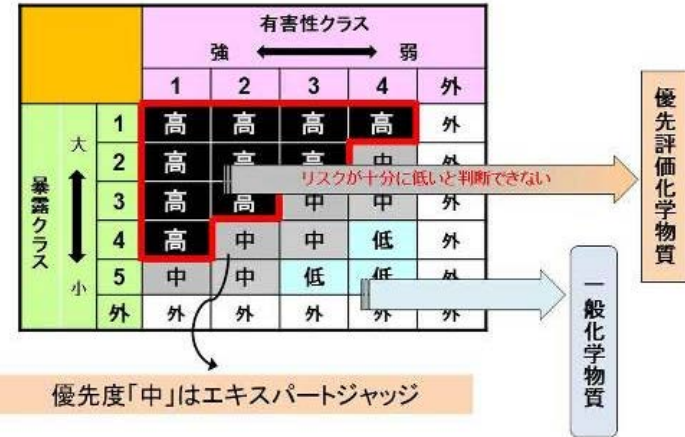 有害性クラス
強 弱
1 2 3 4 外
暴露クラス
大
小
1 高 高 高 高 外
2 高 高 高 中 外
リスクが十分に低いと判断できない
3 高 高 中 中 外
4 高 中 中 低 外
5 中 中 低 低 外
外 外 外 外 外 外
優先評価化学物質
一般化学物質
優先度「中」はエキスパートジャッジ